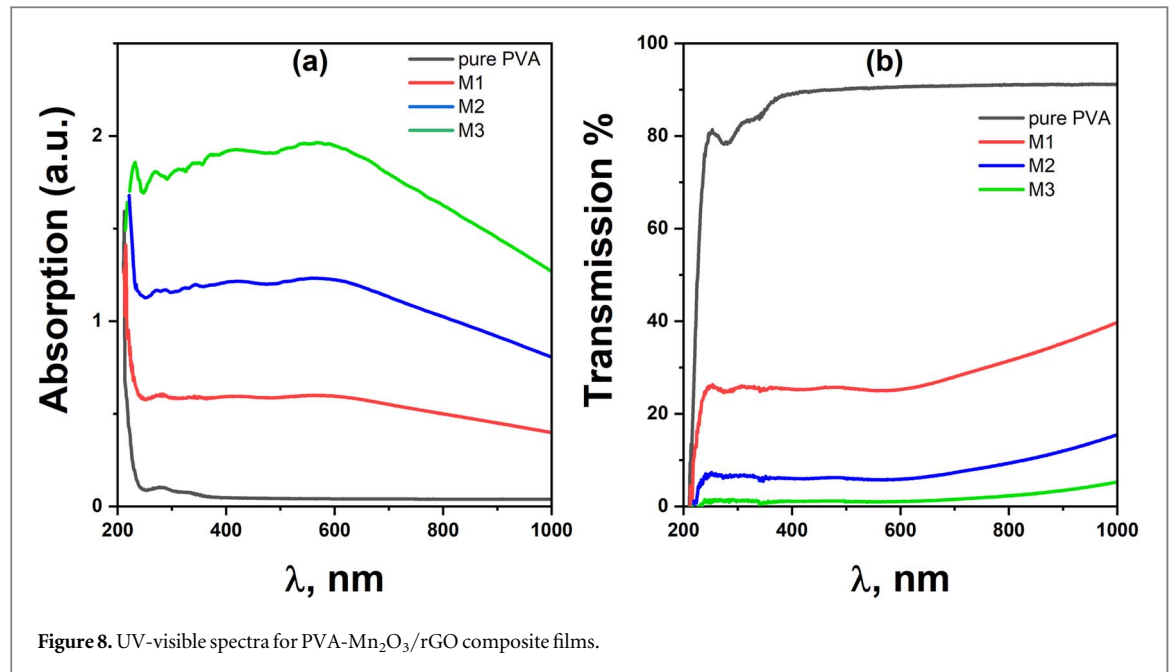 (a)
pure PVA
M1
M2
M3
2
1
0
200 400 600 800 1000
Absorption (a.u.)
λ, nm
(b)
pure PVA
M1
M2
M3
100
80
60
40
20
0
200 400 600 800 1000
Transmission %
λ, nm
Figure 8. UV-visible spectra for PVA-Mn₂O₃/rGO composite films.